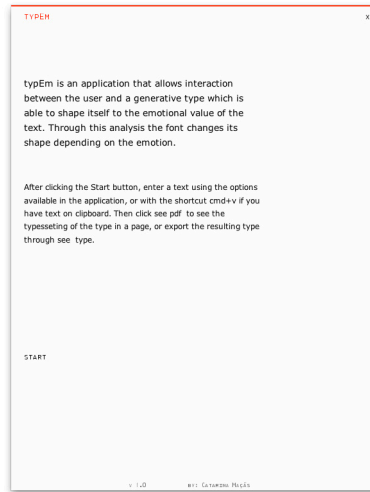 TYPEM
x
typEm is an application that allows interaction
between the user and a generative type which is
able to shape itself to the emotional value of the
text. Through this analysis the font changes its
shape depending on the emotion.
After clicking the Start button, enter a text using the options
available in the application, or with the shortcut cmd+v if you
have text on clipboard. Then click see pdf to see the
typesseting of the type in a page, or export the resulting type
through see type.
START
v 1.0
BY: CATARINA MAÇÃS